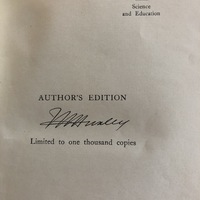 Science
and Education
AUTHOR'S EDITION
Limited to one thousand copies